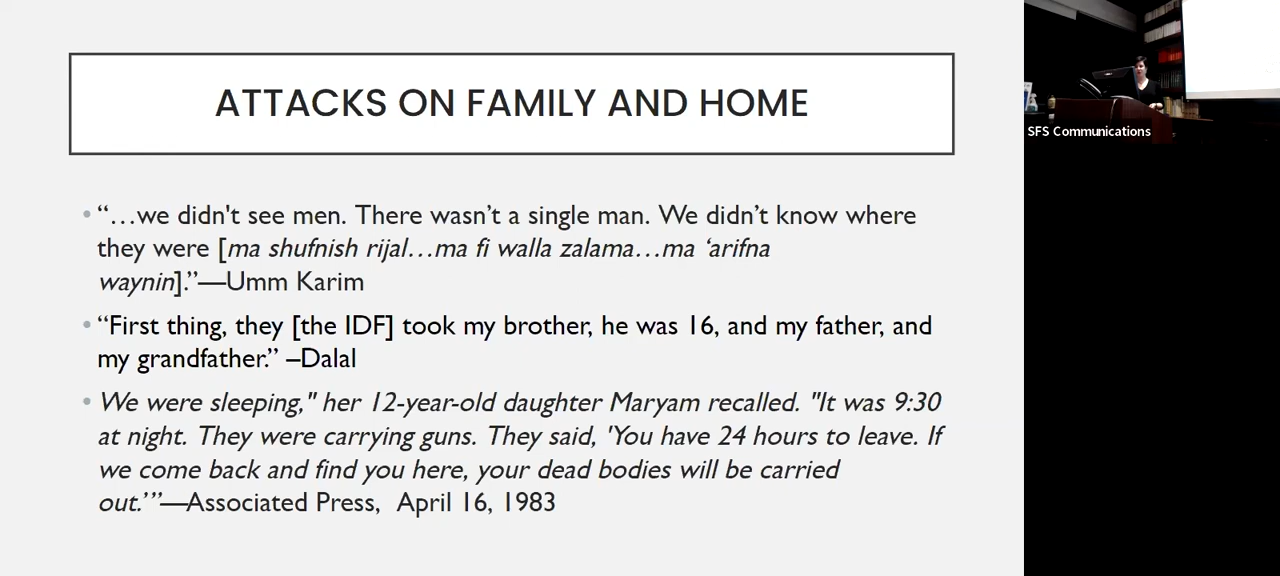 ATTACKS ON FAMILY AND HOME
SFS Communications
• “…we didn't see men. There wasn’t a single man. We didn’t know where
they were [ma shufnish rijal…ma fi walla zalama…ma ‘arifna
waynin].”—Umm Karim
• “First thing, they [the IDF] took my brother, he was 16, and my father, and
my grandfather.” –Dalal
• We were sleeping," her 12-year-old daughter Maryam recalled. "It was 9:30
at night. They were carrying guns. They said, 'You have 24 hours to leave. If
we come back and find you here, your dead bodies will be carried
out.’”—Associated Press,  April 16, 1983